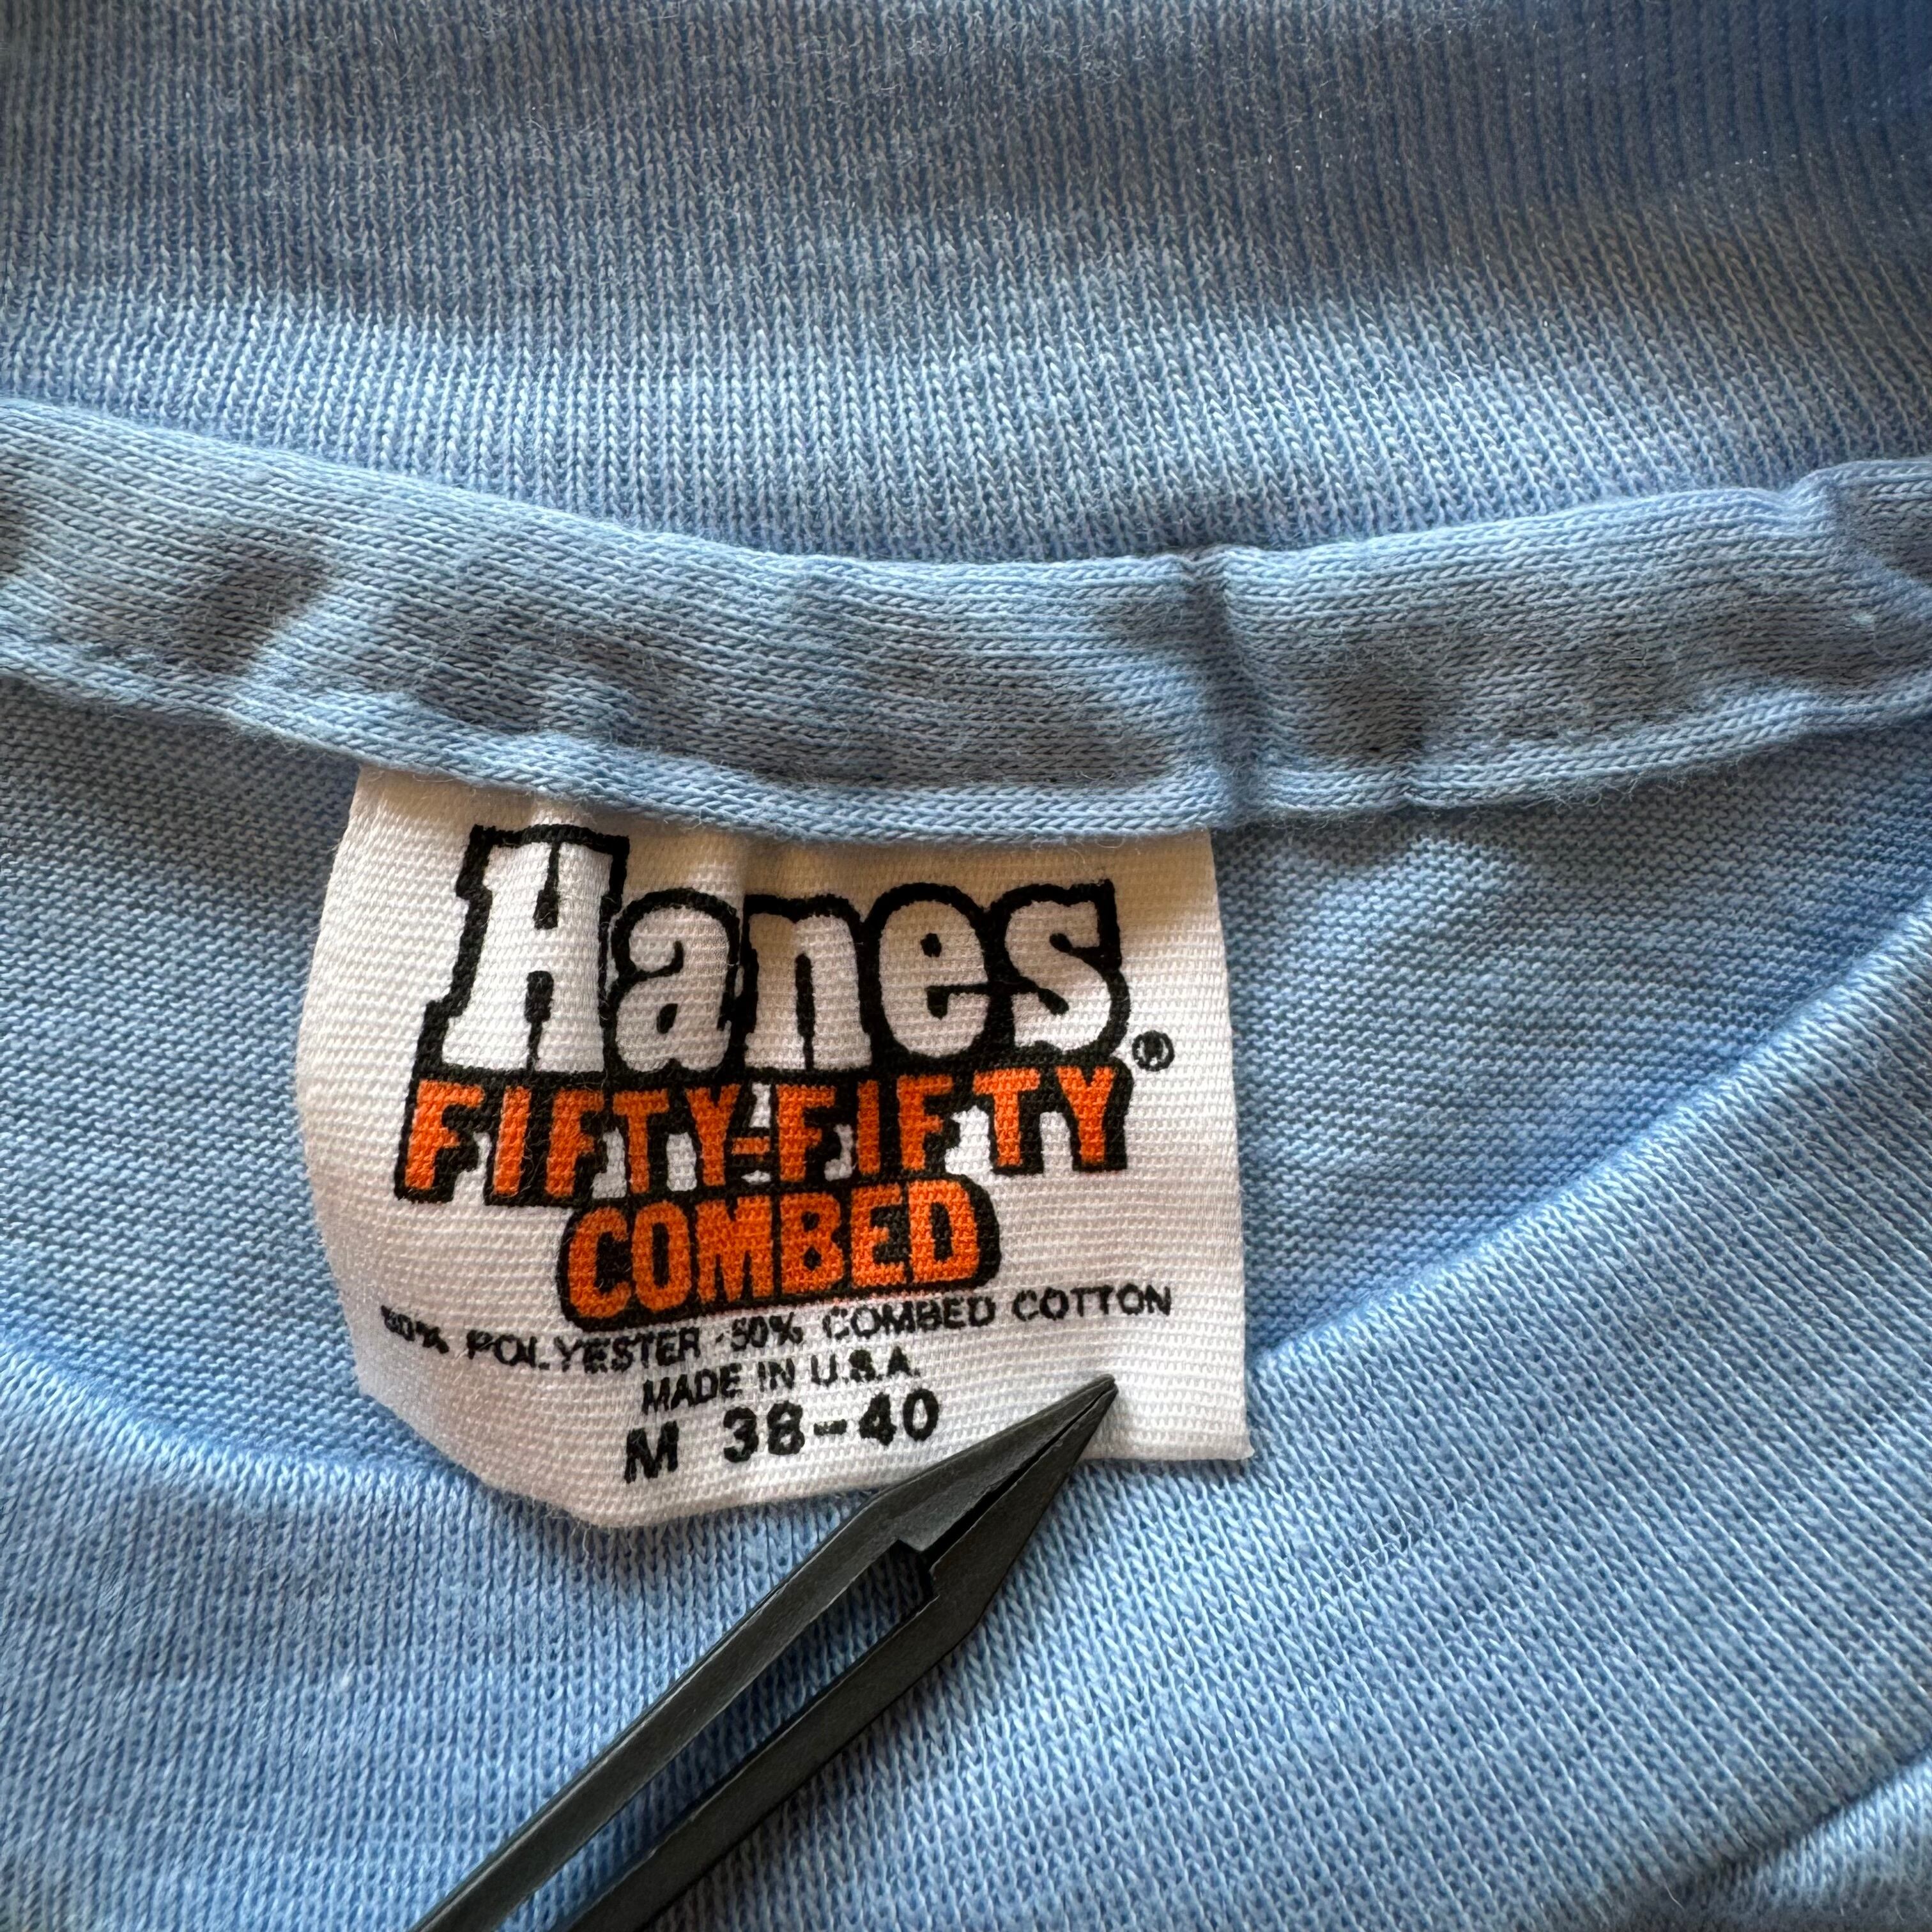 Hanes®
FIFTY-FIFTY
COMBED
50% POLYESTER-50% COMBED COTTON
MADE IN U.S.A.
M 38-40